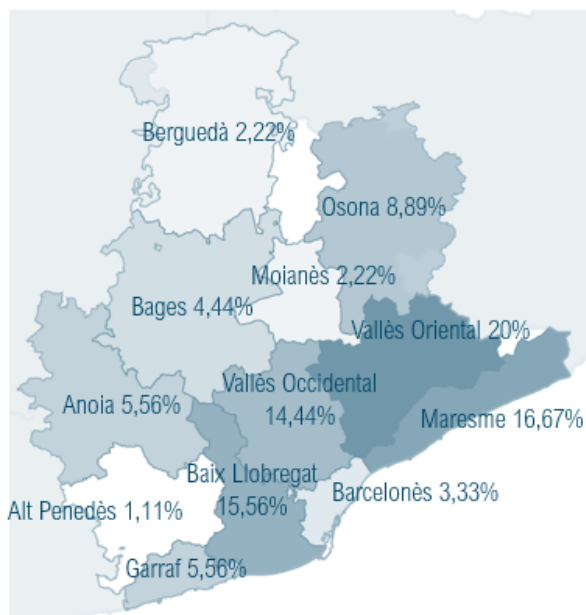 Berguedà 2,22%
Osona 8,89%
Moianès 2,22%
Bages 4,44%
Vallès Oriental 20%
Vallès Occidental
14,44%
Anoia 5,56%
Maresme 16,67%
Baix Llobregat
15,56%
Barcelonès 3,33%
Alt Penedès 1,11%
Garraf 5,56%